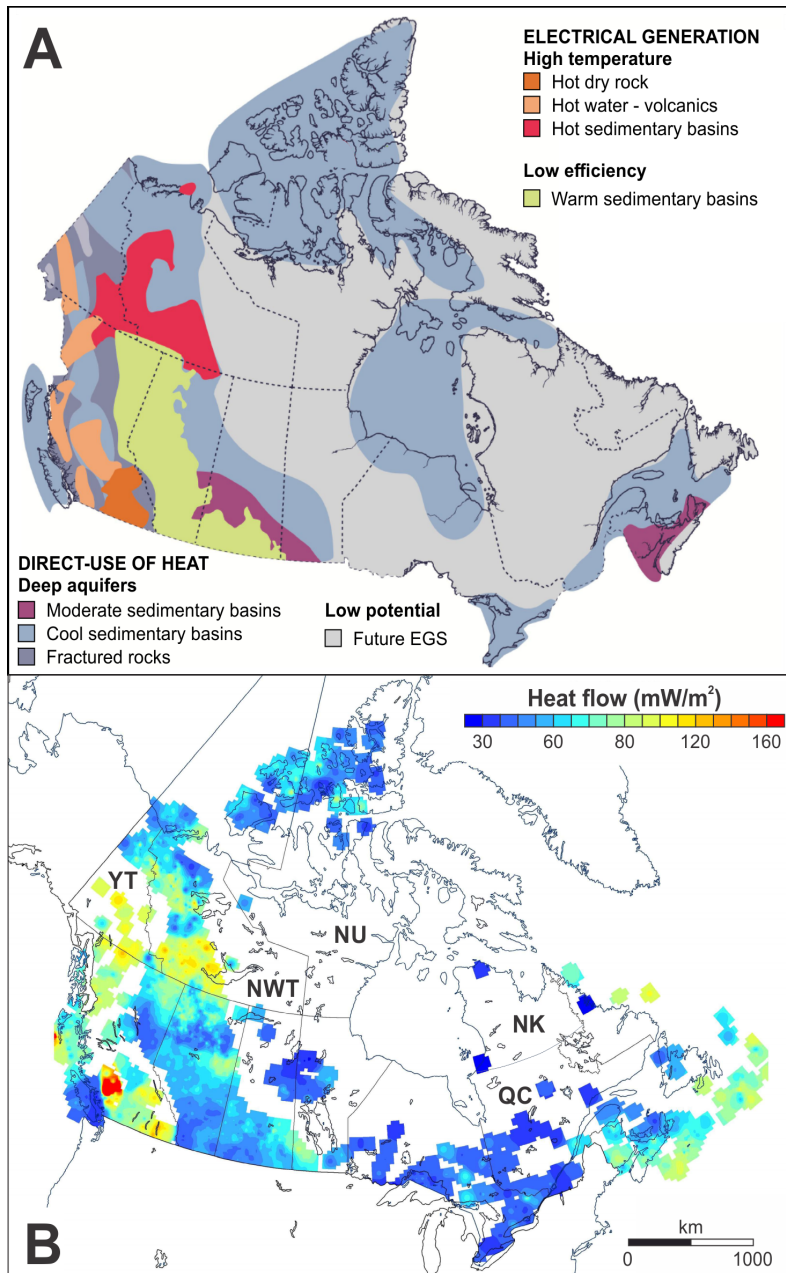 A
ELECTRICAL GENERATION
High temperature
Hot dry rock
Hot water - volcanics
Hot sedimentary basins
Low efficiency
Warm sedimentary basins
DIRECT-USE OF HEAT
Deep aquifers
Moderate sedimentary basins
Cool sedimentary basins
Fractured rocks
Low potential
Future EGS
Heat flow (mW/m²)
30 60 80 120 160
YT
NU
NWT
NK
QC
B
km
0 1000